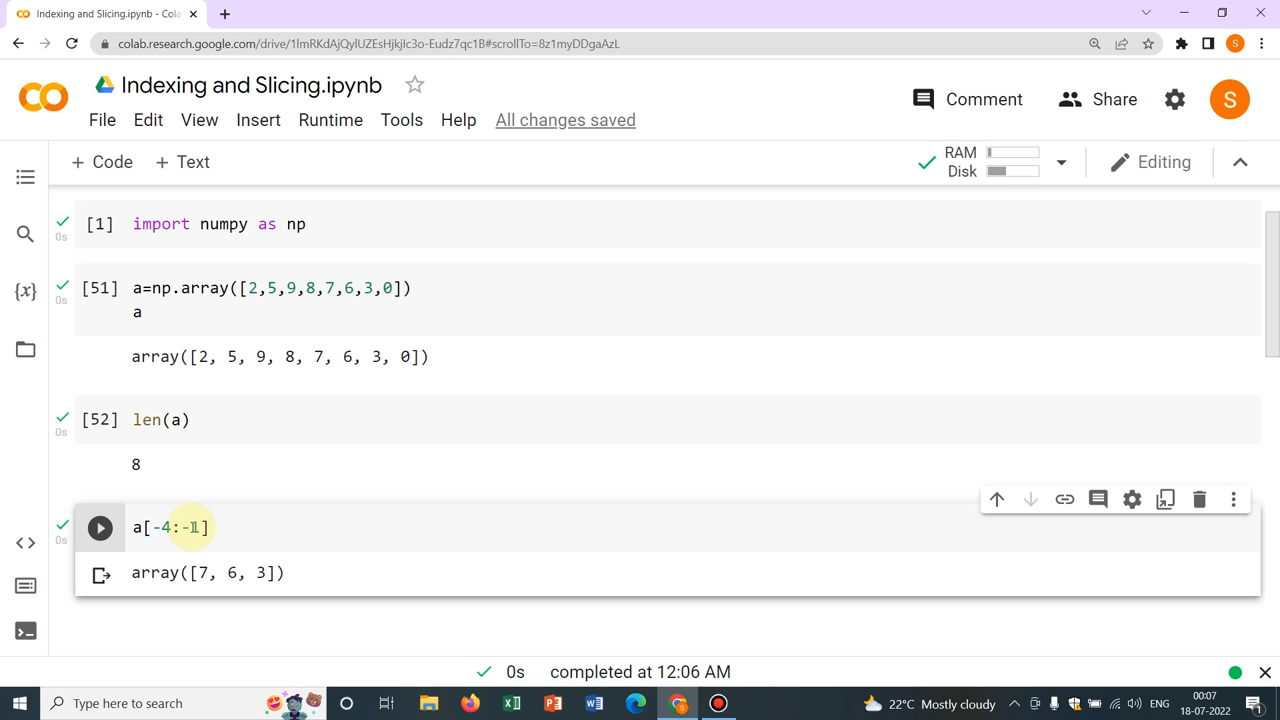 Indexing and Slicing.ipynb - Cola
colab.research.google.com/drive/1lmRKdAjQylUZEsHjkjIc3o-Eudz7qc1B#scrollTo=8z1myDDgaAzL
S
CO
Indexing and Slicing.ipynb
Comment
Share
S
File Edit View Insert Runtime Tools Help All changes saved
+ Code + Text
RAM
Disk
Editing
[1] import numpy as np
0s
{x}
[51] a=np.array([2,5,9,8,7,6,3,0])
0s
a
array([2, 5, 9, 8, 7, 6, 3, 0])
[52] len(a)
0s
8
a[-4:-1]
0s
array([7, 6, 3])
0s completed at 12:06 AM
Type here to search
22°C Mostly cloudy
00:07
18-07-2022
1